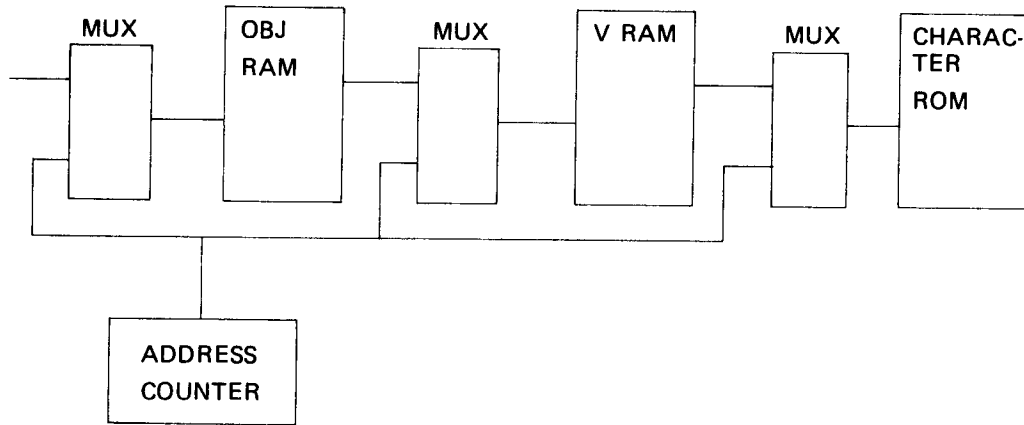 MUX
OBJ
RAM
MUX
V RAM
MUX
CHARAC-
TER
ROM
ADDRESS
COUNTER